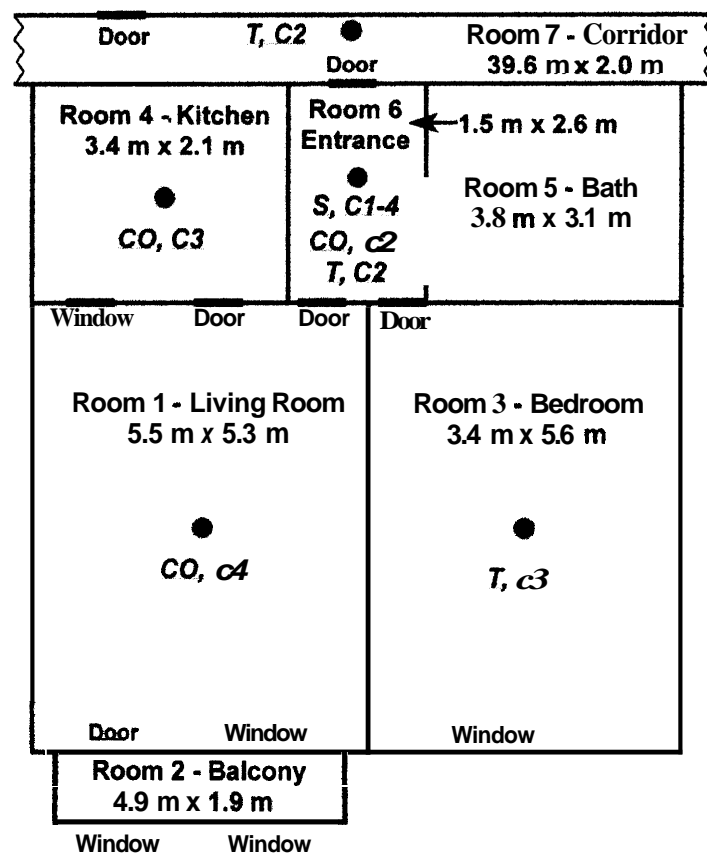 Door
T, C2
Room 7 - Corridor
39.6 m x 2.0 m
Door
Room 4 - Kitchen
3.4 m x 2.1 m
CO, C3
Room 6
Entrance
1.5 m x 2.6 m
S, C1-4
CO, c2
T, C2
Room 5 - Bath
3.8 m x 3.1 m
Window
Door
Door
Door
Room 1 - Living Room
5.5 m x 5.3 m
CO, c4
Room 3 - Bedroom
3.4 m x 5.6 m
T, c3
Door
Window
Window
Room 2 - Balcony
4.9 m x 1.9 m
Window
Window